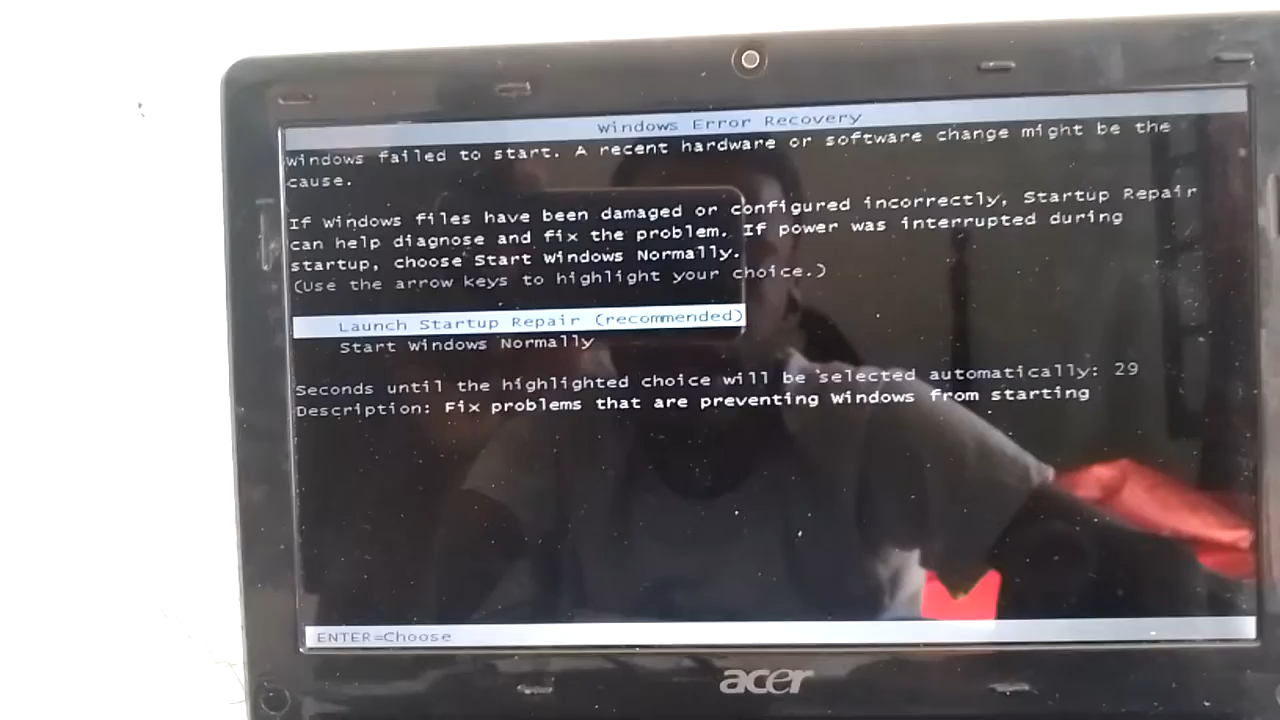 Windows Error Recovery
Windows failed to start. A recent hardware or software change might be the
cause.
If Windows files have been damaged or configured incorrectly, Startup Repair
can help diagnose and fix the problem. If power was interrupted during
startup, choose Start Windows Normally.
(Use the arrow keys to highlight your choice.)
Launch Startup Repair (recommended)
Start Windows Normally
Seconds until the highlighted choice will be selected automatically: 29
Description: Fix problems that are preventing Windows from starting
ENTER=Choose
acer